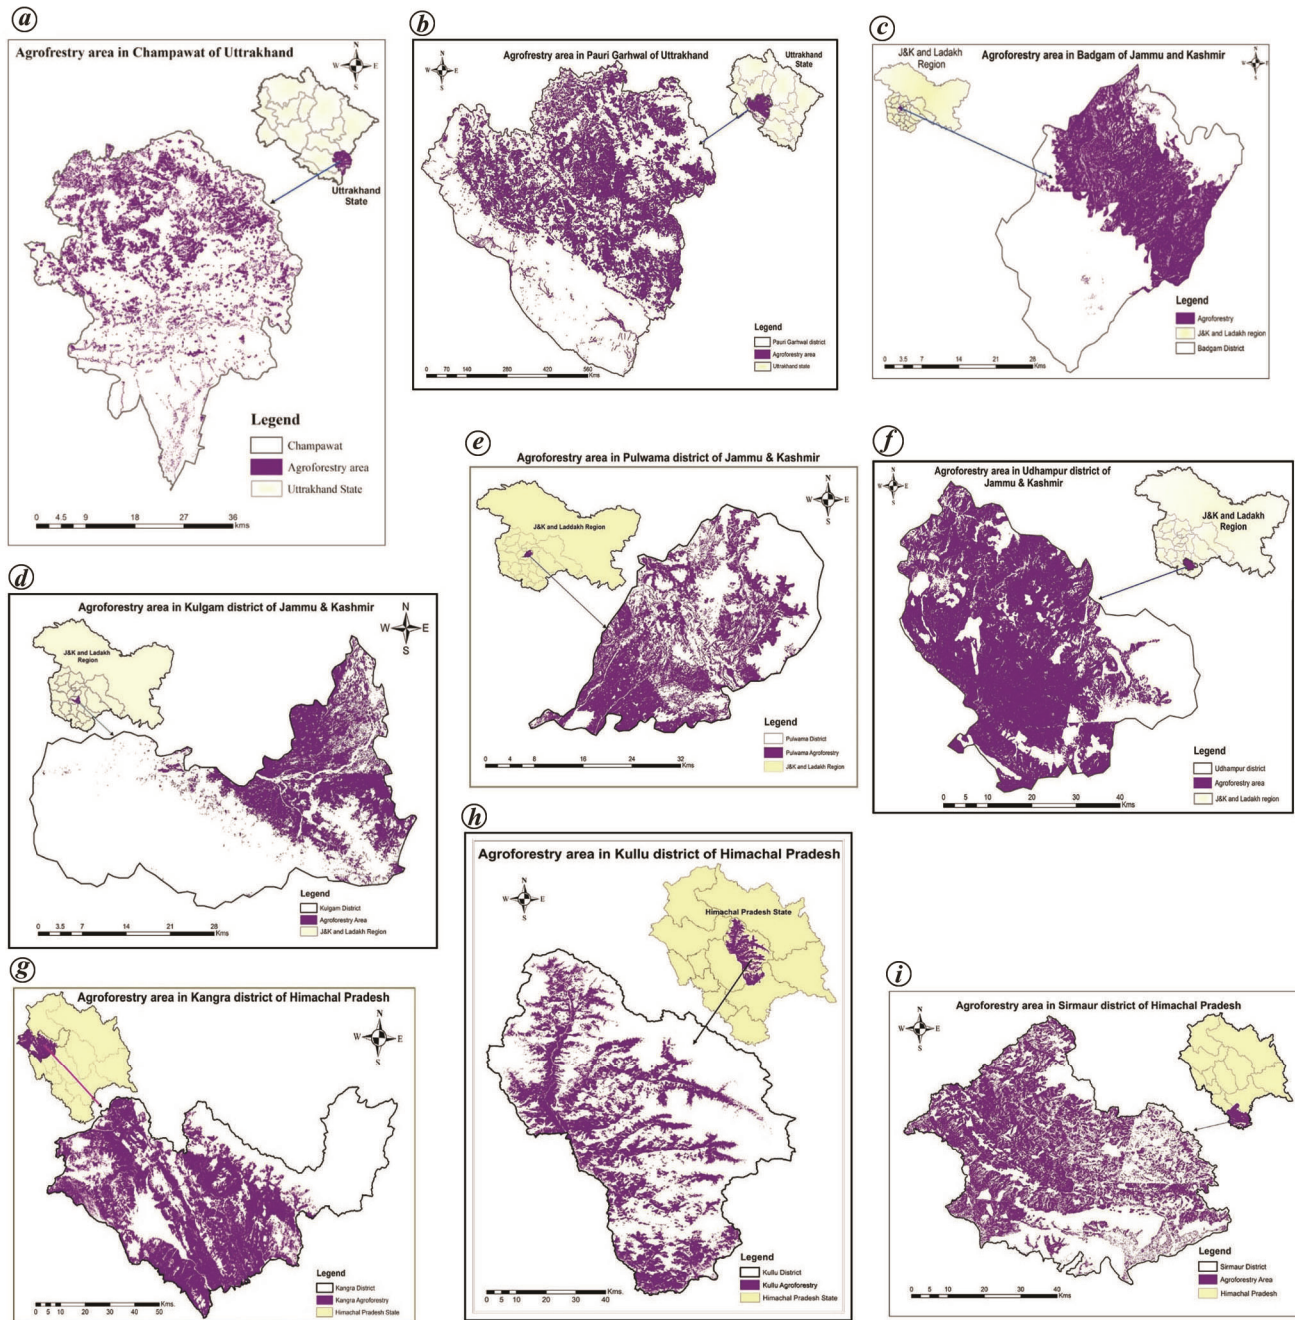 a
Agrofrestry area in Champawat of Uttrakhand
N
W E
S
Uttrakhand
State
Legend
Champawat
Agroforestry area
Uttrakhand State
0 4.5 9 18 27 36
kms
b
Agrofrestry area in Pauri Garhwal of Uttrakhand
N
W E
S
Uttrakhand
State
Legend
Pauri Garhwal district
Agroforestry area
Uttrakhand state
0 70 140 280 420 560
Kms
c
J&K and Ladakh
Region
Agroforestry area in Badgam of Jammu and Kashmir
N
W E
S
Legend
Agroforestry
J&K and Ladakh region
Badgam District
0 3.5 7 14 21 28
Kms
d
Agroforestry area in Kulgam district of Jammu & Kashmir
N
W E
S
J&K and Ladakh
Region
Legend
Kulgam District
Agroforestry Area
J&K and Ladakh Region
0 3.5 7 14 21 28
Kms
e
Agroforestry area in Pulwama district of Jammu & Kashmir
N
W E
S
J&K and Laddakh Region
Legend
Pulwama District
Pulwama Agroforestry
J&K and Ladakh Region
0 4 8 16 24 32
Kms
f
Agroforestry area in Udhampur district of
Jammu & Kashmir
N
W E
S
J&K and Ladakh
Region
Legend
Udhampur district
Agroforestry area
J&K and Ladakh region
0 5 10 20 30 40
Kms
g
Agroforestry area in Kangra district of Himachal Pradesh
N
W E
S
Legend
Kangra District
Kangra Agroforestry
Himachal Pradesh State
0 5 10 20 30 40 50
Kms.
h
Agroforestry area in Kullu district of Himachal Pradesh
N
W E
S
Himachal Pradesh State
Legend
Kullu District
Kullu Agroforestry
Himachal Pradesh State
0 5 10 20 30 40
Kms
i
Agroforestry area in Sirmaur district of Himachal Pradesh
N
W E
S
Legend
Sirmaur District
Agroforestry Area
Himachal Pradesh
0 5 10 20 30 40
Kms